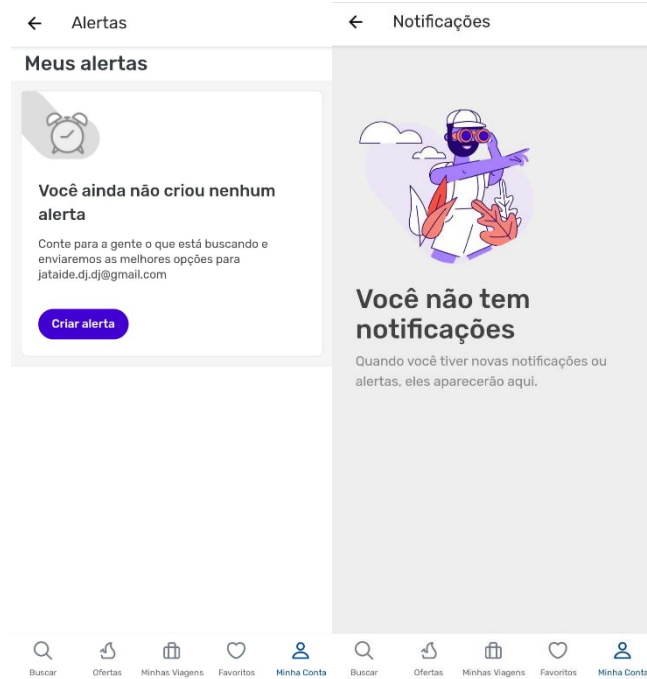 Alertas
Meus alertas
Você ainda não criou nenhum
alerta
Conte para a gente o que está buscando e
enviaremos as melhores opções para
jataide.dj.dj@gmail.com
Criar alerta
Buscar
Ofertas
Minhas Viagens
Favoritos
Minha Conta
Notificações
Você não tem
notificações
Quando você tiver novas notificações ou
alertas, eles aparecerão aqui.
Buscar
Ofertas
Minhas Viagens
Favoritos
Minha Conta